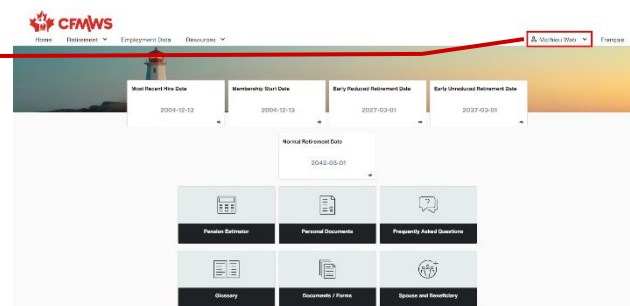 CFMWS
Home Retirement Employment Data Resources Mathieu Web Français
Most Recent Hire Date Membership Start Date Early Reduced Retirement Date Early Unreduced Retirement Date
2004-12-13 2004-12-13 2027-03-01 2027-03-01
Normal Retirement Date
2042-03-01
Pension Estimator Personal Documents Frequently Asked Questions
Glossary Documents / Forms Spouse and Beneficiary